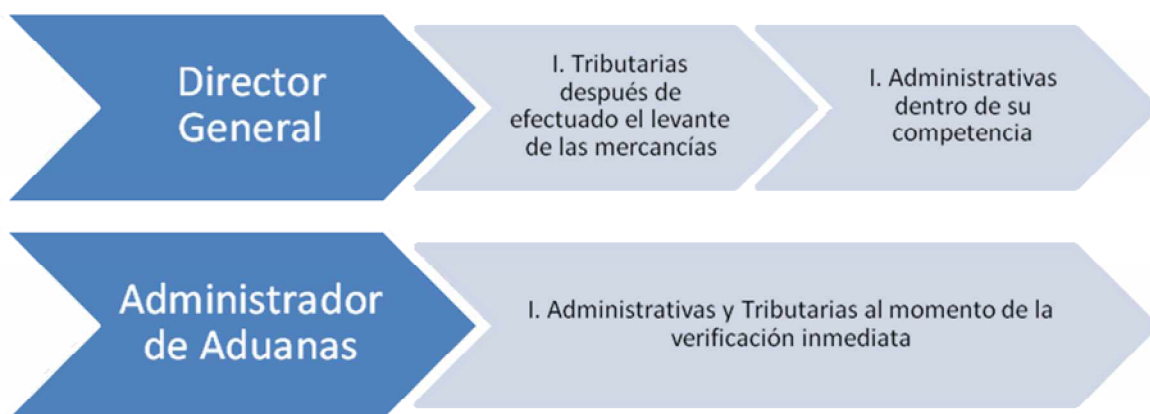 Director
General
I. Tributarias
después de
efectuado el levante
de las mercancías
I. Administrativas
dentro de su
competencia
Administrador
de Aduanas
I. Administrativas y Tributarias al momento de la
verificación inmediata